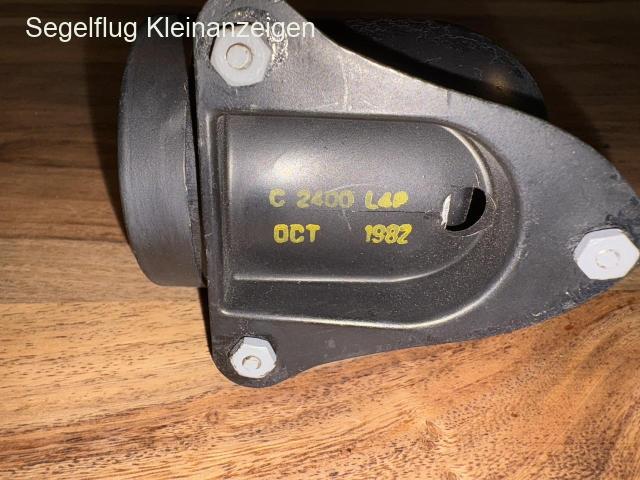 Segelflug Kleinanzeigen
C 2400 L4P
OCT 1982